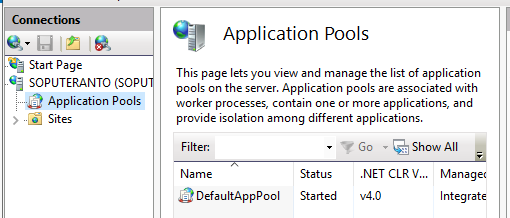 Connections
Start Page
SOPUTERANTO (SOPUT
Application Pools
Sites
Application Pools
This page lets you view and manage the list of application
pools on the server. Application pools are associated with
worker processes, contain one or more applications, and
provide isolation among different applications.
Filter: Go Show All
Name Status .NET CLR V... Managed
DefaultAppPool Started v4.0 Integrate